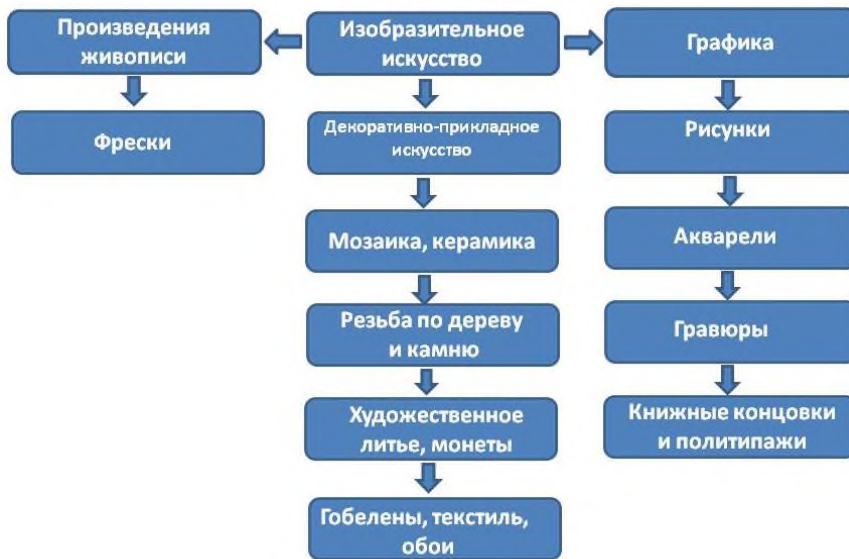 Произведения
живописи
Изобразительное
искусство
Графика
Фрески
Декоративно-прикладное
искусство
Рисунки
Мозаика, керамика
Акварели
Резьба по дереву
и камню
Гравюры
Художественное
литье, монеты
Книжные концовки
и политипажи
Гобелены, текстиль,
обои